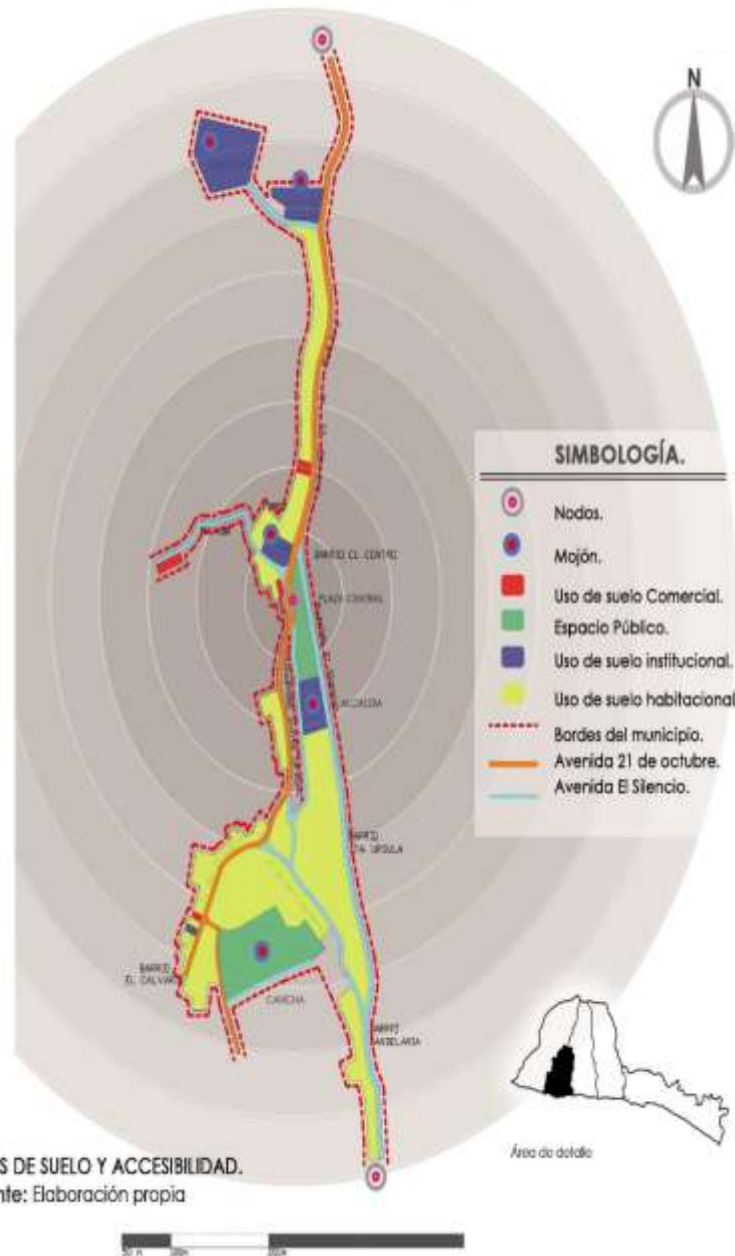 N
SIMBOLOGÍA.
Nodos.
Mojón.
Uso de suelo Comercial.
Espacio Público.
Uso de suelo institucional.
Uso de suelo habitacional
Bordes del municipio.
Avenida 21 de octubre.
Avenida El Silencio.
BARRIO EL CENTRO
PLAZA CENTRAL
ALCALDIA
URSULA
BARRIO
EL CALVARIO
CANCHA
Área de detalle
S DE SUELO Y ACCESIBILIDAD.
nte: Elaboración propia